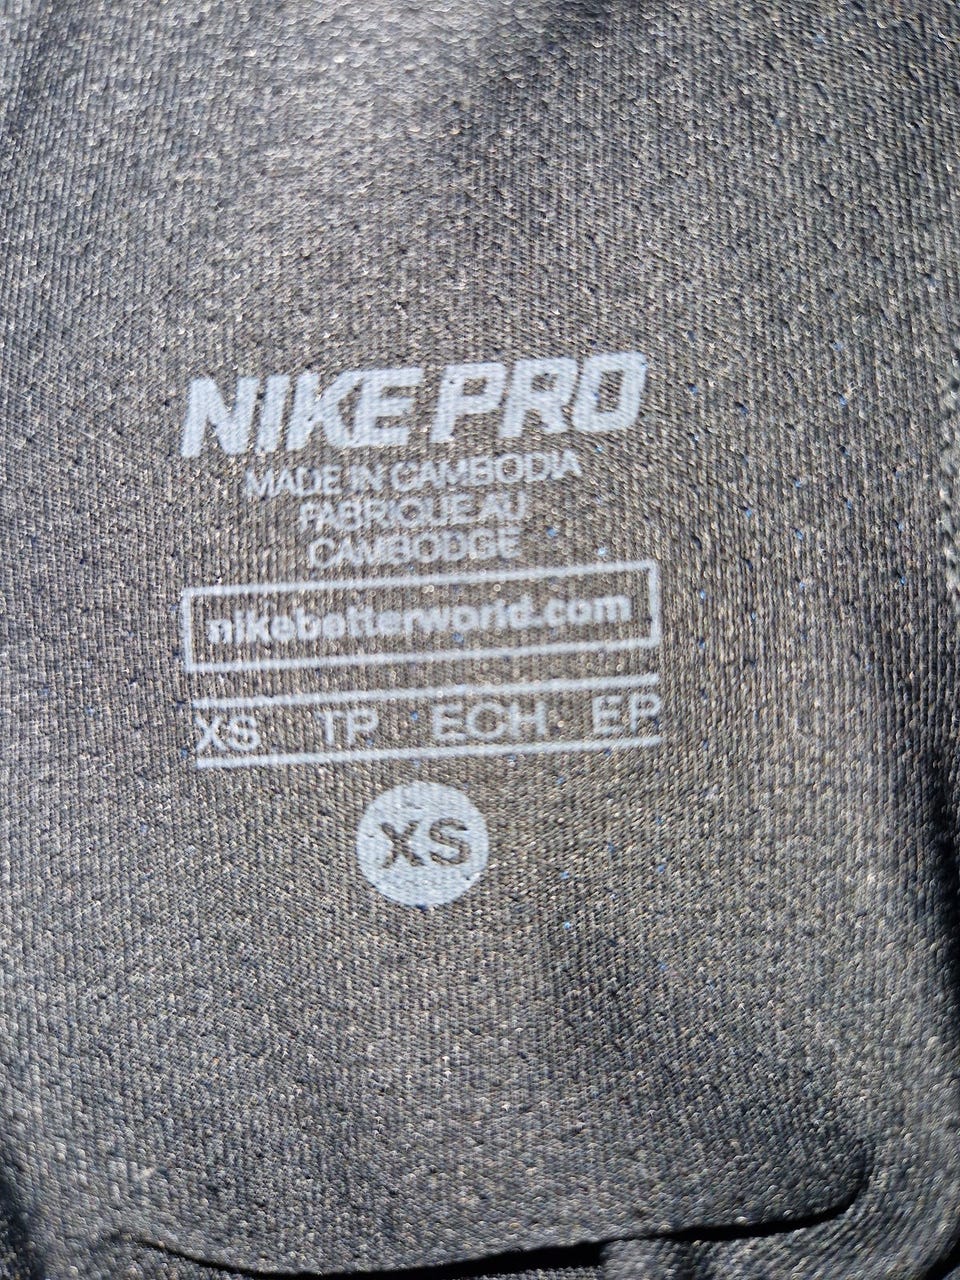 NIKE PRO
MADE IN CAMBODIA
FABRIQUE AU
CAMBODGE
nikebetterworld.com
XS TP ECH EP
XS